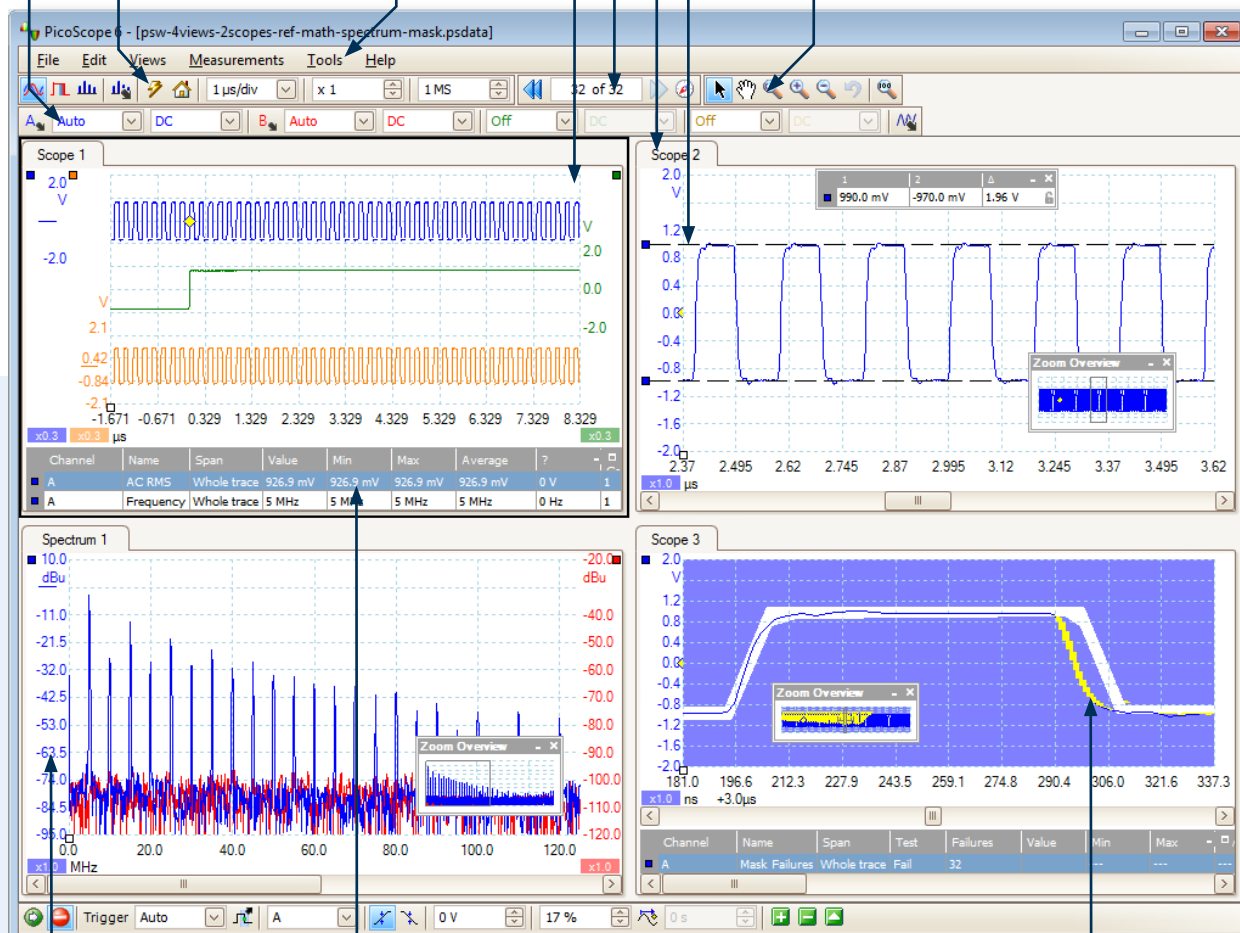 PicoScope 6 - [psw-4views-2scopes-ref-math-spectrum-mask.psdata]
File Edit Views Measurements Tools Help
1 µs/div x 1 1 MS 32 of 32
A Auto DC B Auto DC Off DC Off DC
Scope 1
2.0
V
-2.0
V
2.0
0.0
-2.0
V
2.1
0.42
-0.84
-2.1
-1.671 -0.671 0.329 1.329 2.329 3.329 4.329 5.329 6.329 7.329 8.329
x0.3 x0.3 µs x0.3
Channel Name Span Value Min Max Average ?
A AC RMS Whole trace 926.9 mV 926.9 mV 926.9 mV 926.9 mV 0 V 1
A Frequency Whole trace 5 MHz 5 MHz 5 MHz 5 MHz 0 Hz 1
Scope 2
2.0
V
1 2 Δ
990.0 mV -970.0 mV 1.96 V
0.8
0.4
0.0
-0.4
-0.8
-1.2
-1.6
-2.0
Zoom Overview
2.37 2.495 2.62 2.745 2.87 2.995 3.12 3.245 3.37 3.495 3.62
x1.0 µs
Spectrum 1
10.0
dBu
-11.0
-21.5
-32.0
-42.5
-53.0
-63.5
-84.5
-95.0
-20.0
dBu
-40.0
-50.0
-60.0
-70.0
-80.0
-90.0
-100.0
-110.0
-120.0
Zoom Overview
0.0 20.0 40.0 60.0 80.0 100.0 120.0
x1.0 MHz x1.0
Scope 3
2.0
V
1.2
0.8
0.4
0.0
-0.4
-0.8
-1.2
-1.6
-2.0
Zoom Overview
181.0 196.6 212.3 227.9 243.5 259.1 274.8 290.4 306.0 321.6 337.3
x1.0 ns +3.0µs
Channel Name Span Test Failures Value Min Max
A Mask Failures Whole trace Fail 32 --- --- ---
Trigger Auto A 0 V 17 % 0 s